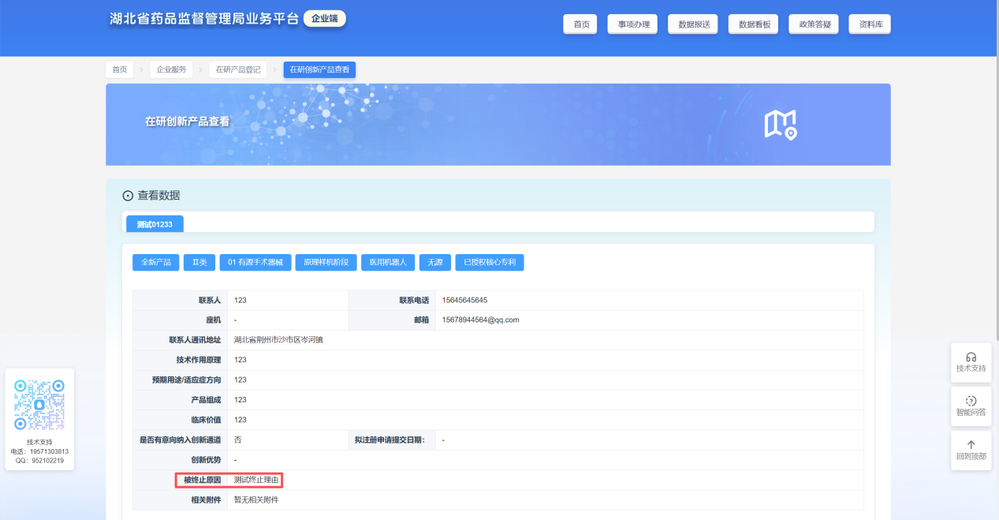 湖北省药品监督管理局业务平台 企业端
首页 事项办理 数据报送 数据看板 政策答疑 资料库
首页 > 企业服务 > 在研产品登记 > 在研创新产品查看
在研创新产品查看
查看数据
测试01233
全新产品 II类 01 有源手术器械 原理样机阶段 医用机器人 无源 已授权核心专利
联系人 123 联系电话 15645645645
座机 - 邮箱 15678944564@qq.com
联系人通讯地址 湖北省荆州市沙市区岑河镇
技术作用原理 123
预期用途/适应症方向 123
产品组成 123
临床价值 123
是否有意向纳入创新通道 否 拟注册申请提交日期： -
创新优势 -
被终止原因 测试终止理由
相关附件 暂无相关附件
技术支持
电话：19571303813
QQ：952102219
技术支持
智能问答
回到顶部